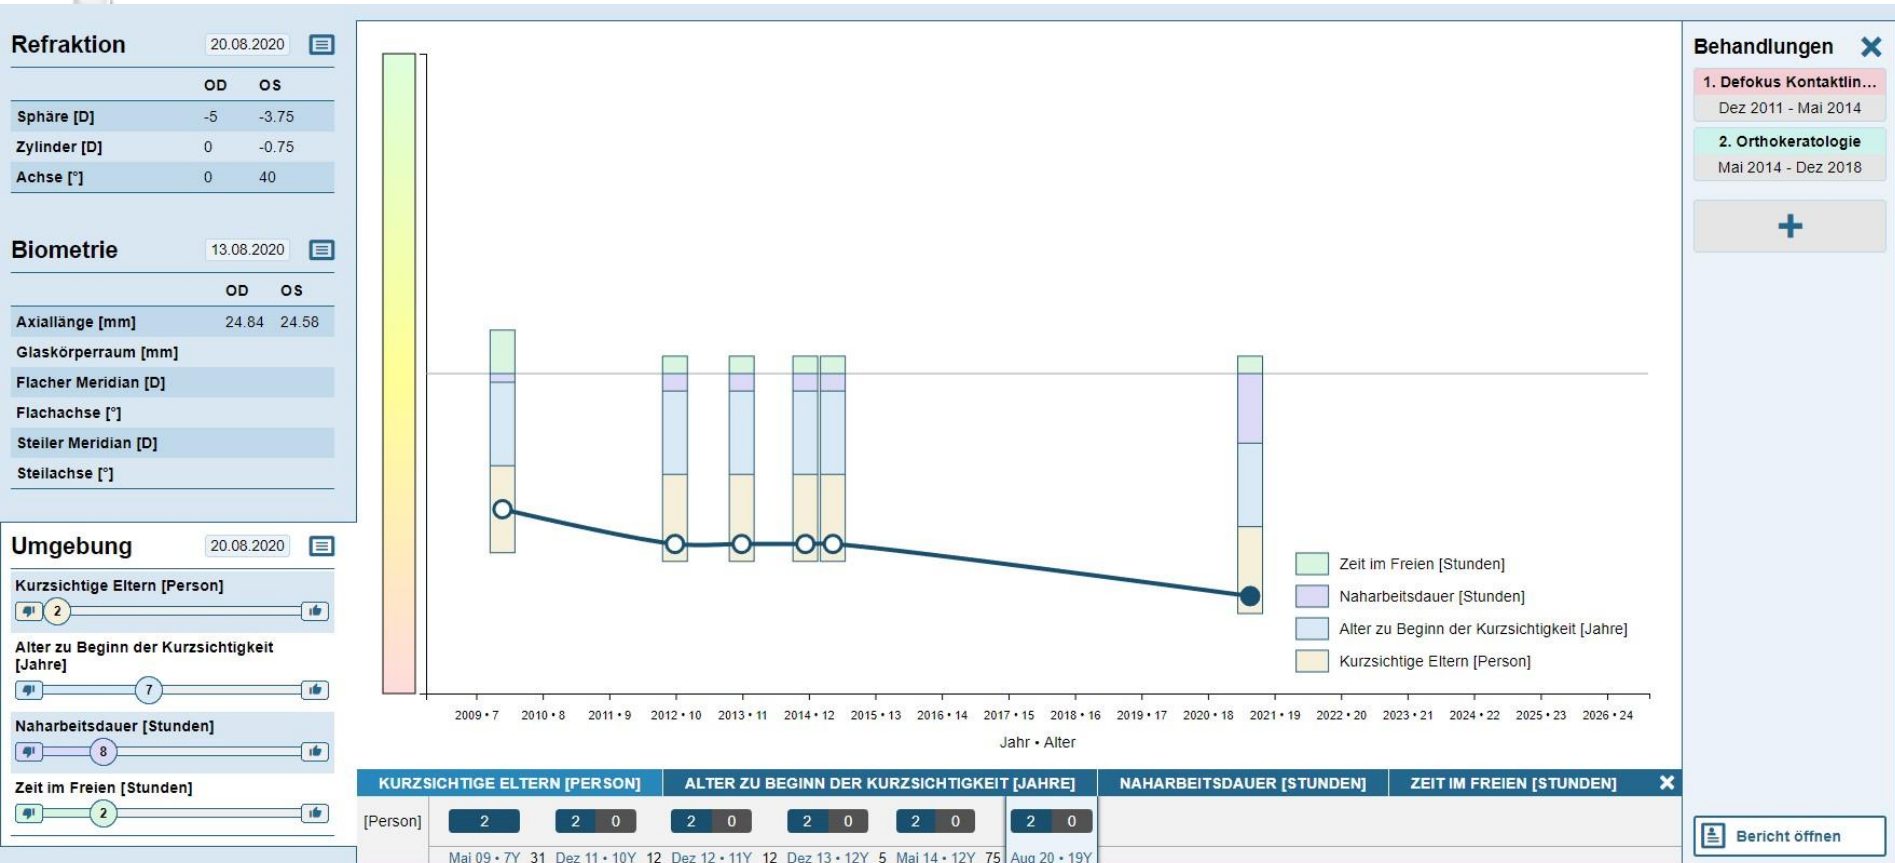 Refraktion 20.08.2020
OD OS
Sphäre [D] -5 -3.75
Zylinder [D] 0 -0.75
Achse [°] 0 40
Biometrie 13.08.2020
OD OS
Axiallänge [mm] 24.84 24.58
Glaskörperraum [mm]
Flacher Meridian [D]
Flachachse [°]
Steiler Meridian [D]
Steilachse [°]
Umgebung 20.08.2020
Kurzsichtige Eltern [Person]
2
Alter zu Beginn der Kurzsichtigkeit
[Jahre]
7
Naharbeitsdauer [Stunden]
8
Zeit im Freien [Stunden]
2
Zeit im Freien [Stunden]
Naharbeitsdauer [Stunden]
Alter zu Beginn der Kurzsichtigkeit [Jahre]
Kurzsichtige Eltern [Person]
2009 • 7 2010 • 8 2011 • 9 2012 • 10 2013 • 11 2014 • 12 2015 • 13 2016 • 14 2017 • 15 2018 • 16 2019 • 17 2020 • 18 2021 • 19 2022 • 20 2023 • 21 2024 • 22 2025 • 23 2026 • 24
Jahr • Alter
KURZSICHTIGE ELTERN [PERSON] ALTER ZU BEGINN DER KURZSICHTIGKEIT [JAHRE] NAHARBEITSDAUER [STUNDEN] ZEIT IM FREIEN [STUNDEN]
[Person] 2 2 0 2 0 2 0 2 0 2 0
Mai 09 • 7Y 31 Dez 11 • 10Y 12 Dez 12 • 11Y 12 Dez 13 • 12Y 5 Mai 14 • 12Y 75 Aug 20 • 19Y
Behandlungen
1. Defokus Kontaktlin...
Dez 2011 - Mai 2014
2. Orthokeratologie
Mai 2014 - Dez 2018
Bericht öffnen